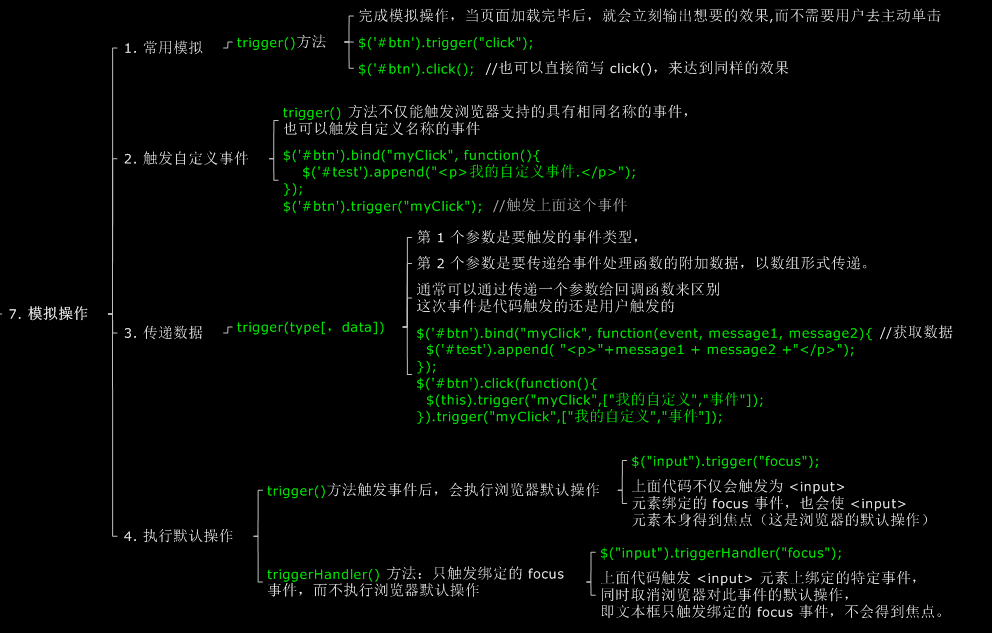 7. 模拟操作
1. 常用模拟
trigger()方法
完成模拟操作，当页面加载完毕后，就会立刻输出想要的效果,而不需要用户去主动单击
$('#btn').trigger("click");
$('#btn').click(); //也可以直接简写 click()，来达到同样的效果
2. 触发自定义事件
trigger() 方法不仅能触发浏览器支持的具有相同名称的事件，
也可以触发自定义名称的事件
$('#btn').bind("myClick", function(){
$('#test').append("<p>我的自定义事件.</p>");
});
$('#btn').trigger("myClick"); //触发上面这个事件
3. 传递数据
trigger(type[，data])
第 1 个参数是要触发的事件类型，
第 2 个参数是要传递给事件处理函数的附加数据，以数组形式传递。
通常可以通过传递一个参数给回调函数来区别
这次事件是代码触发的还是用户触发的
$('#btn').bind("myClick", function(event, message1, message2){ //获取数据
$('#test').append( "<p>"+message1 + message2 +"</p>");
});
$('#btn').click(function(){
$(this).trigger("myClick",["我的自定义","事件"]);
}).trigger("myClick",["我的自定义","事件"]);
4. 执行默认操作
trigger()方法触发事件后，会执行浏览器默认操作
$("input").trigger("focus");
上面代码不仅会触发为 <input>
元素绑定的 focus 事件，也会使 <input>
元素本身得到焦点（这是浏览器的默认操作）
triggerHandler() 方法：只触发绑定的 focus
事件，而不执行浏览器默认操作
$("input").triggerHandler("focus");
上面代码触发 <input> 元素上绑定的特定事件，
同时取消浏览器对此事件的默认操作，
即文本框只触发绑定的 focus 事件，不会得到焦点。